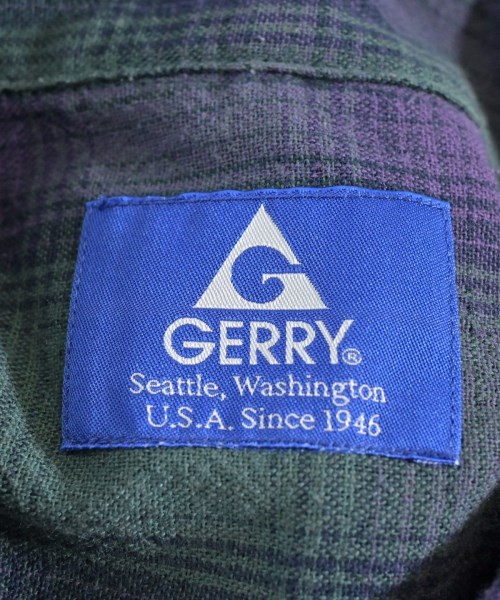 G
GERRY®
Seattle, Washington
U.S.A. Since 1946